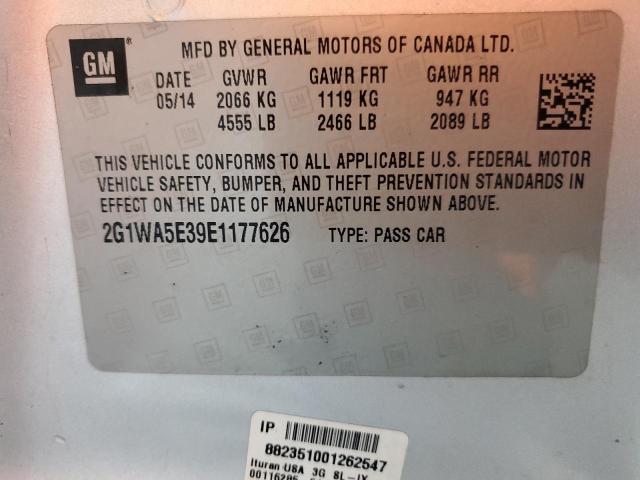 GM
MFD BY GENERAL MOTORS OF CANADA LTD.
DATE GVWR GAWR FRT GAWR RR
05/14 2066 KG 1119 KG 947 KG
4555 LB 2466 LB 2089 LB
THIS VEHICLE CONFORMS TO ALL APPLICABLE U.S. FEDERAL MOTOR
VEHICLE SAFETY, BUMPER, AND THEFT PREVENTION STANDARDS IN
EFFECT ON THE DATE OF MANUFACTURE SHOWN ABOVE.
2G1WA5E39E1177626 TYPE: PASS CAR
IP
882351001262547
Ituran USA 3G SL-IX